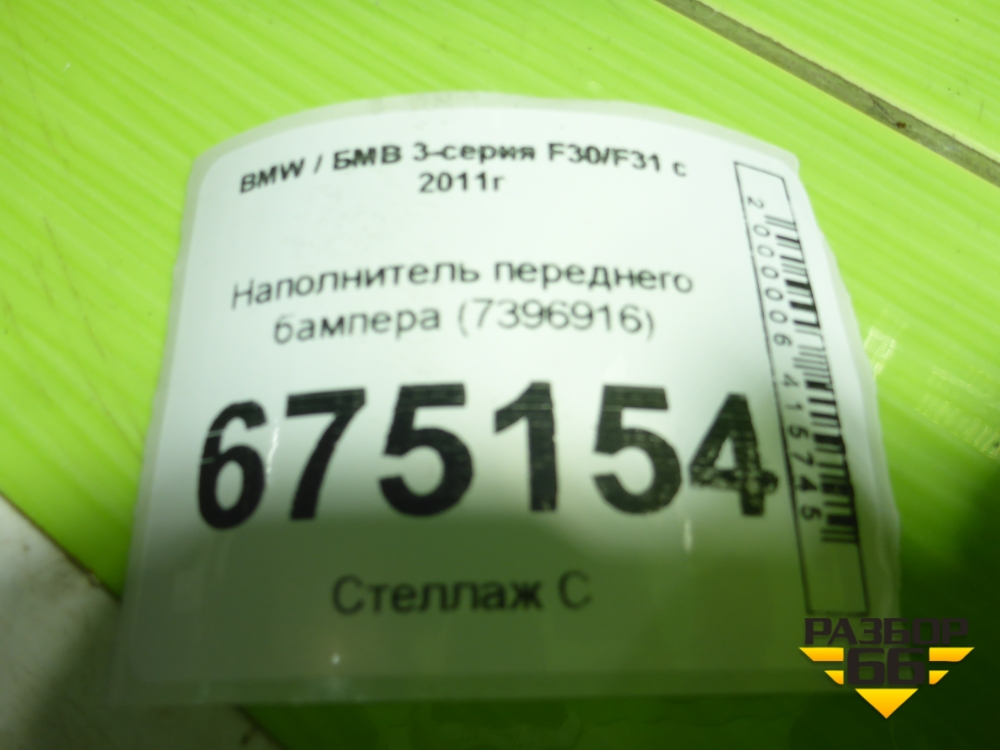 BMW / БМВ 3-серия F30/F31 с
2011г
Наполнитель переднего
бампера (7396916)
675154
Стеллаж С
2000006415745
РАЗБОР
66